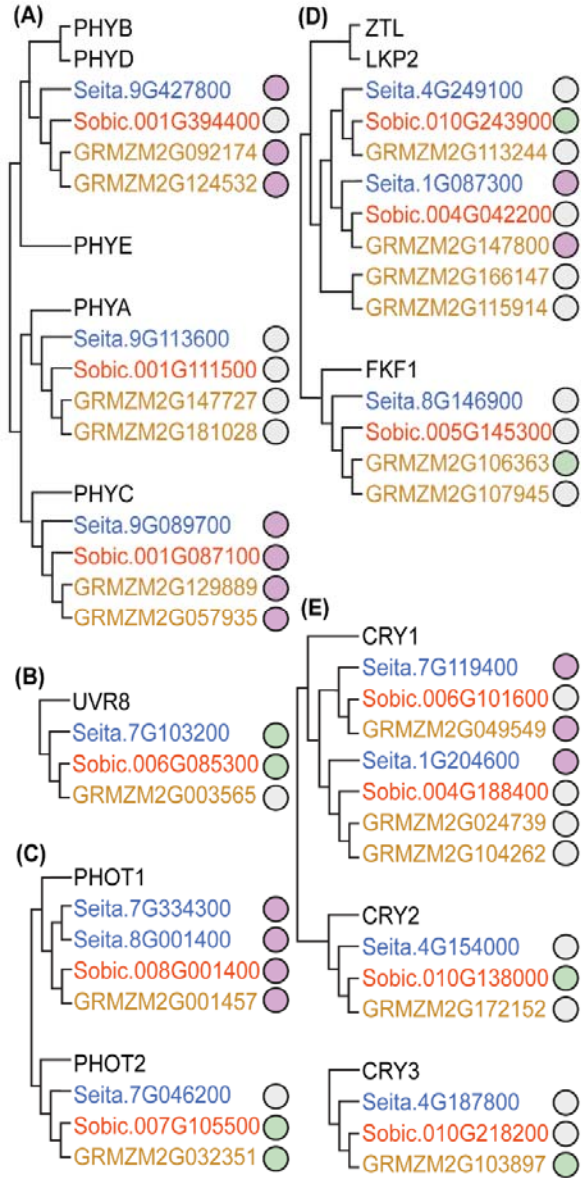 (A)
PHYB
PHYD
Seita.9G427800
Sobic.001G394400
GRMZM2G092174
GRMZM2G124532
PHYE
PHYA
Seita.9G113600
Sobic.001G111500
GRMZM2G147727
GRMZM2G181028
PHYC
Seita.9G089700
Sobic.001G087100
GRMZM2G129889
GRMZM2G057935
(B)
UVR8
Seita.7G103200
Sobic.006G085300
GRMZM2G003565
(C)
PHOT1
Seita.7G334300
Seita.8G001400
Sobic.008G001400
GRMZM2G001457
PHOT2
Seita.7G046200
Sobic.007G105500
GRMZM2G032351
(D)
ZTL
LKP2
Seita.4G249100
Sobic.010G243900
GRMZM2G113244
Seita.1G087300
Sobic.004G042200
GRMZM2G147800
GRMZM2G166147
GRMZM2G115914
FKF1
Seita.8G146900
Sobic.005G145300
GRMZM2G106363
GRMZM2G107945
(E)
CRY1
Seita.7G119400
Sobic.006G101600
GRMZM2G049549
Seita.1G204600
Sobic.004G188400
GRMZM2G024739
GRMZM2G104262
CRY2
Seita.4G154000
Sobic.010G138000
GRMZM2G172152
CRY3
Seita.4G187800
Sobic.010G218200
GRMZM2G103897